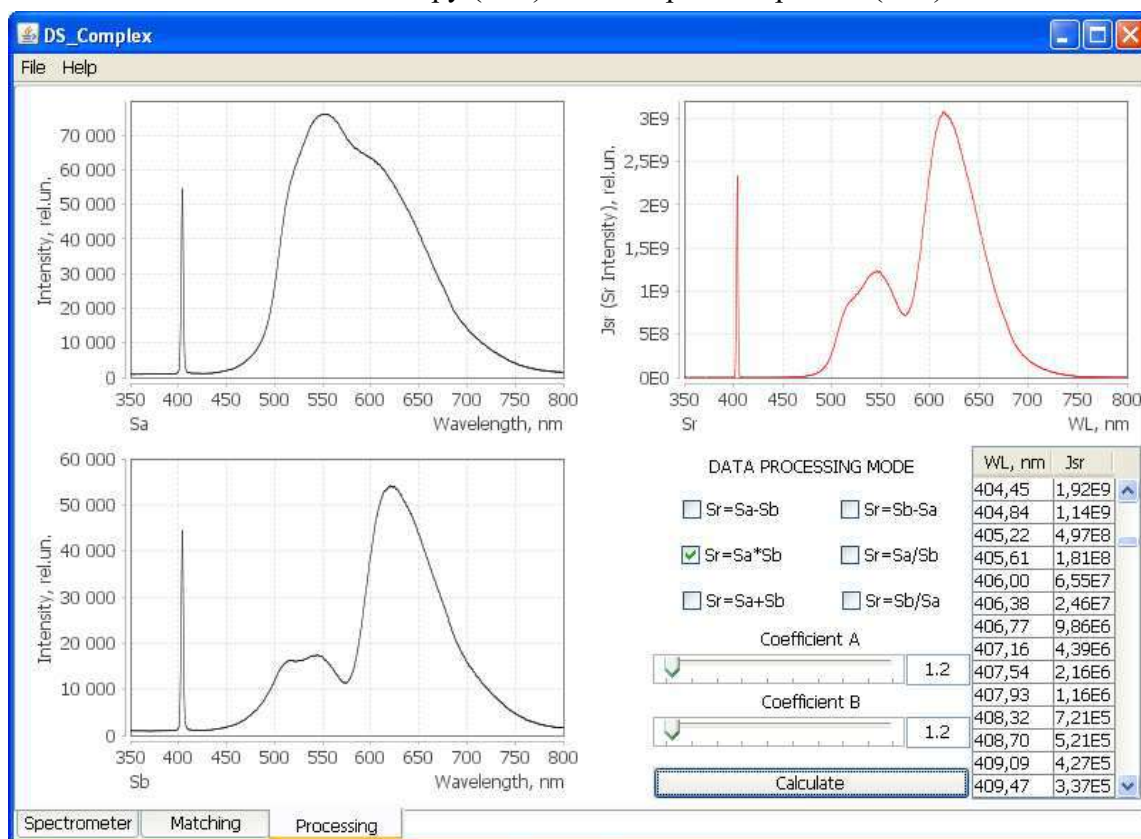 DS_Complex
File Help
Intensity, rel.un.
70 000
60 000
50 000
40 000
30 000
20 000
10 000
0
350 400 450 500 550 600 650 700 750 800
Sa Wavelength, nm
Jsr (Sr Intensity), rel.un.
3E9
2,5E9
2E9
1,5E9
1E9
5E8
0E0
350 400 450 500 550 600 650 700 750 800
Sr WL, nm
Intensity, rel.un.
60 000
50 000
40 000
30 000
20 000
10 000
0
350 400 450 500 550 600 650 700 750 800
Sb Wavelength, nm
DATA PROCESSING MODE
Sr=Sa-Sb Sr=Sb-Sa
Sr=Sa*Sb Sr=Sa/Sb
Sr=Sa+Sb Sr=Sb/Sa
Coefficient A
1.2
Coefficient B
1.2
Calculate
WL, nm Jsr
404,45 1,92E9
404,84 1,14E9
405,22 4,97E8
405,61 1,81E8
406,00 6,55E7
406,38 2,46E7
406,77 9,86E6
407,16 4,39E6
407,54 2,16E6
407,93 1,16E6
408,32 7,21E5
408,70 5,21E5
409,09 4,27E5
409,47 3,37E5
Spectrometer Matching Processing